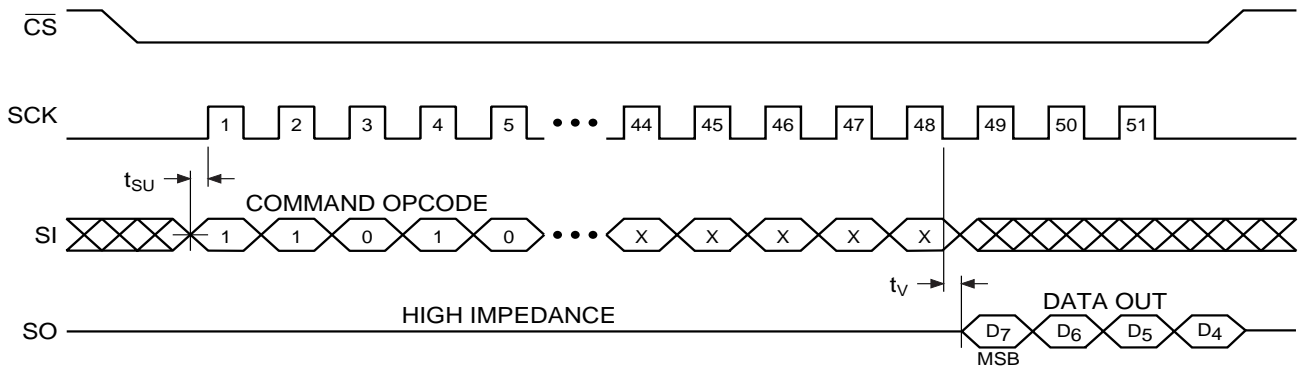 CS
SCK 1 2 3 4 5 ••• 44 45 46 47 48 49 50 51
tSU
COMMAND OPCODE
SI 1 1 0 1 0 ••• X X X X X
tV
HIGH IMPEDANCE
DATA OUT
SO D7 D6 D5 D4
MSB